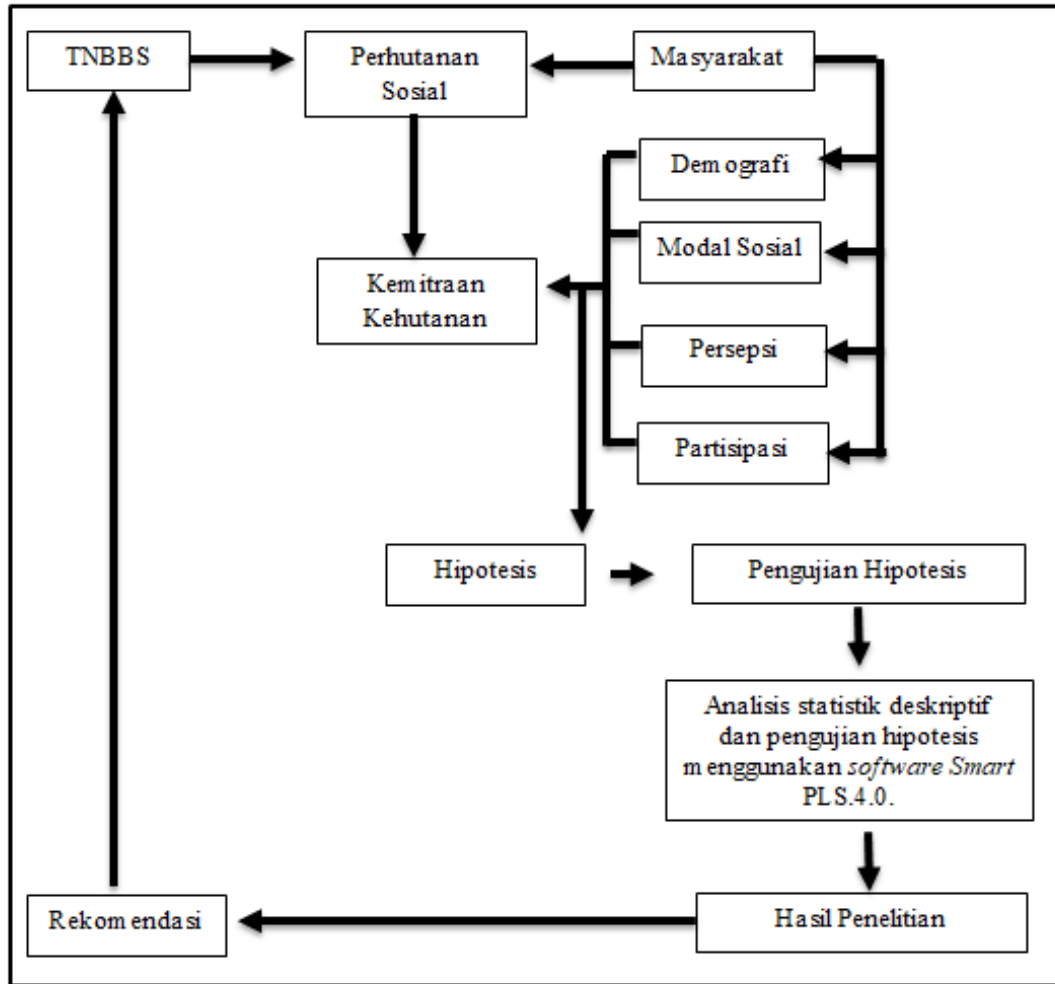 TNBBS
Perhutanan
Sosial
Masyarakat
Demografi
Modal Sosial
Kemitraan
Kehutanan
Persepsi
Partisipasi
Hipotesis
Pengujian Hipotesis
Analisis statistik deskriptif
dan pengujian hipotesis
menggunakan software Smart
PLS.4.0.
Rekomendasi
Hasil Penelitian